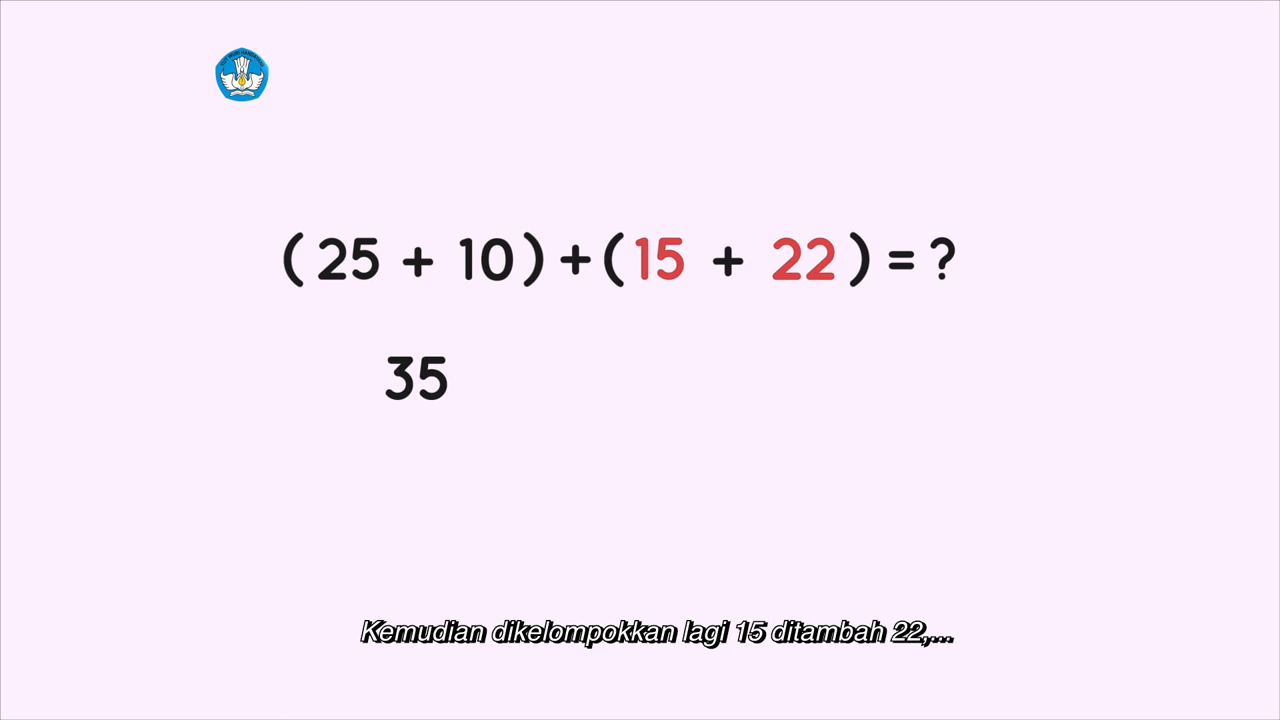 (25 + 10) + (15 + 22) = ?
35
Kemudian dikelompokkan lagi 15 ditambah 22,...